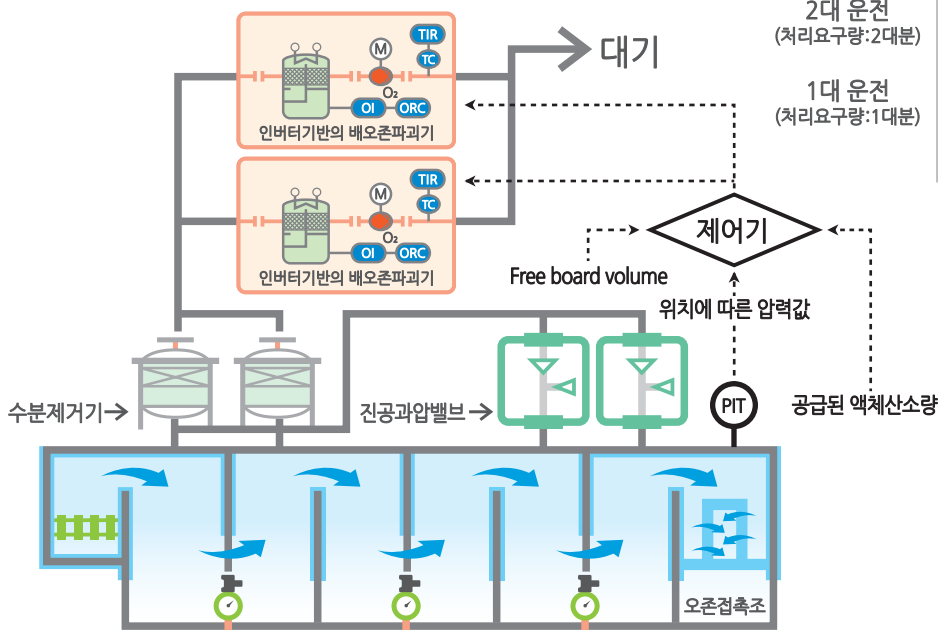 2대 운전
(처리요구량:2대분)
대기
1대 운전
(처리요구량:1대분)
TIR
M
TC
O₂
OI
ORC
인버터기반의 배오존파괴기
TIR
M
TC
O₂
OI
ORC
인버터기반의 배오존파괴기
제어기
Free board volume
위치에 따른 압력값
수분제거기
진공과압밸브
PIT
공급된 액체산소량
오존접촉조